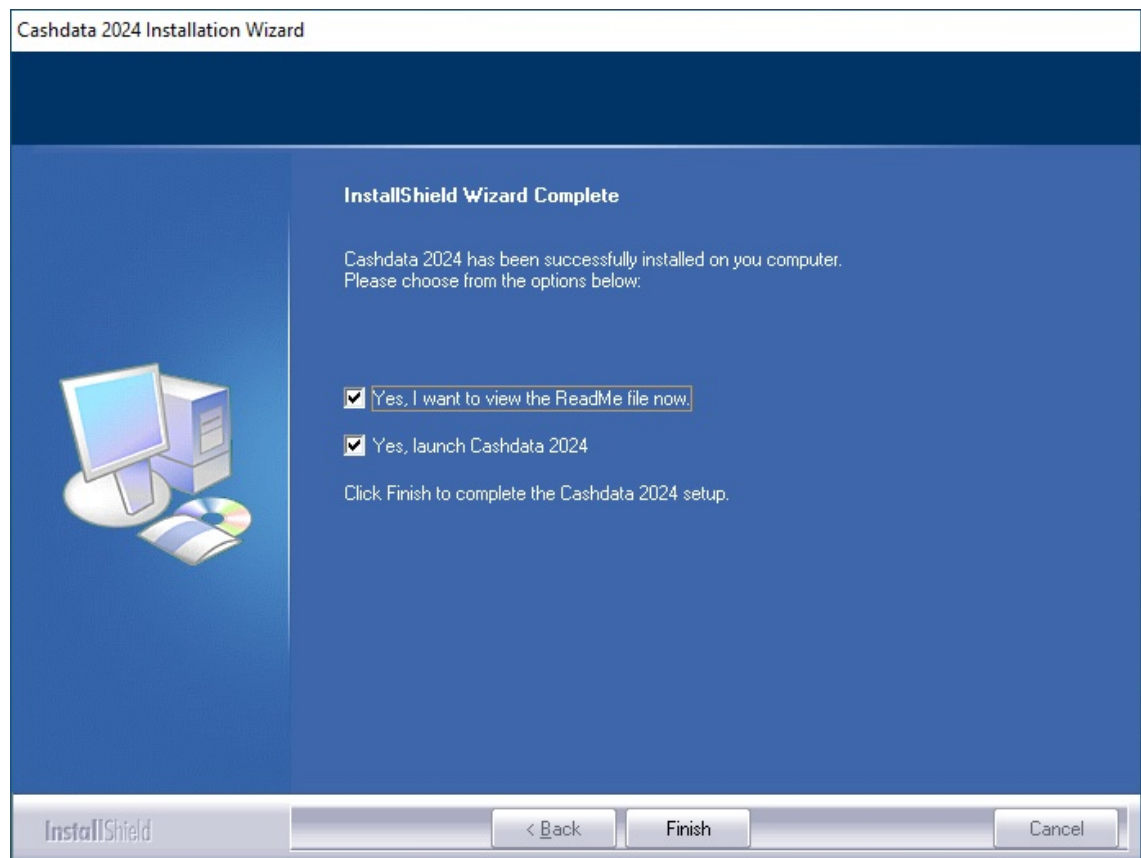 Cashdata 2024 Installation Wizard
InstallShield Wizard Complete
Cashdata 2024 has been successfully installed on you computer.
Please choose from the options below:
Yes, I want to view the ReadMe file now.
Yes, launch Cashdata 2024
Click Finish to complete the Cashdata 2024 setup.
InstallShield
< Back
Finish
Cancel